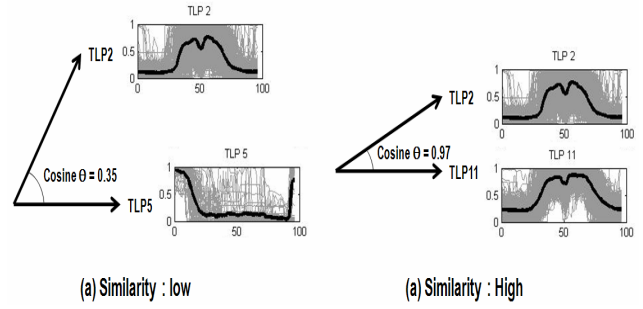 TLP 2
1
0.5
0
0 50 100
TLP2
Cosine Θ = 0.35
TLP 5
1
0.5
0
0 50 100
TLP5
(a) Similarity : low
TLP 2
1
0.5
0
0 50 100
TLP2
Cosine Θ = 0.97
TLP11
TLP 11
1
0.5
0
0 50 100
(a) Similarity : High